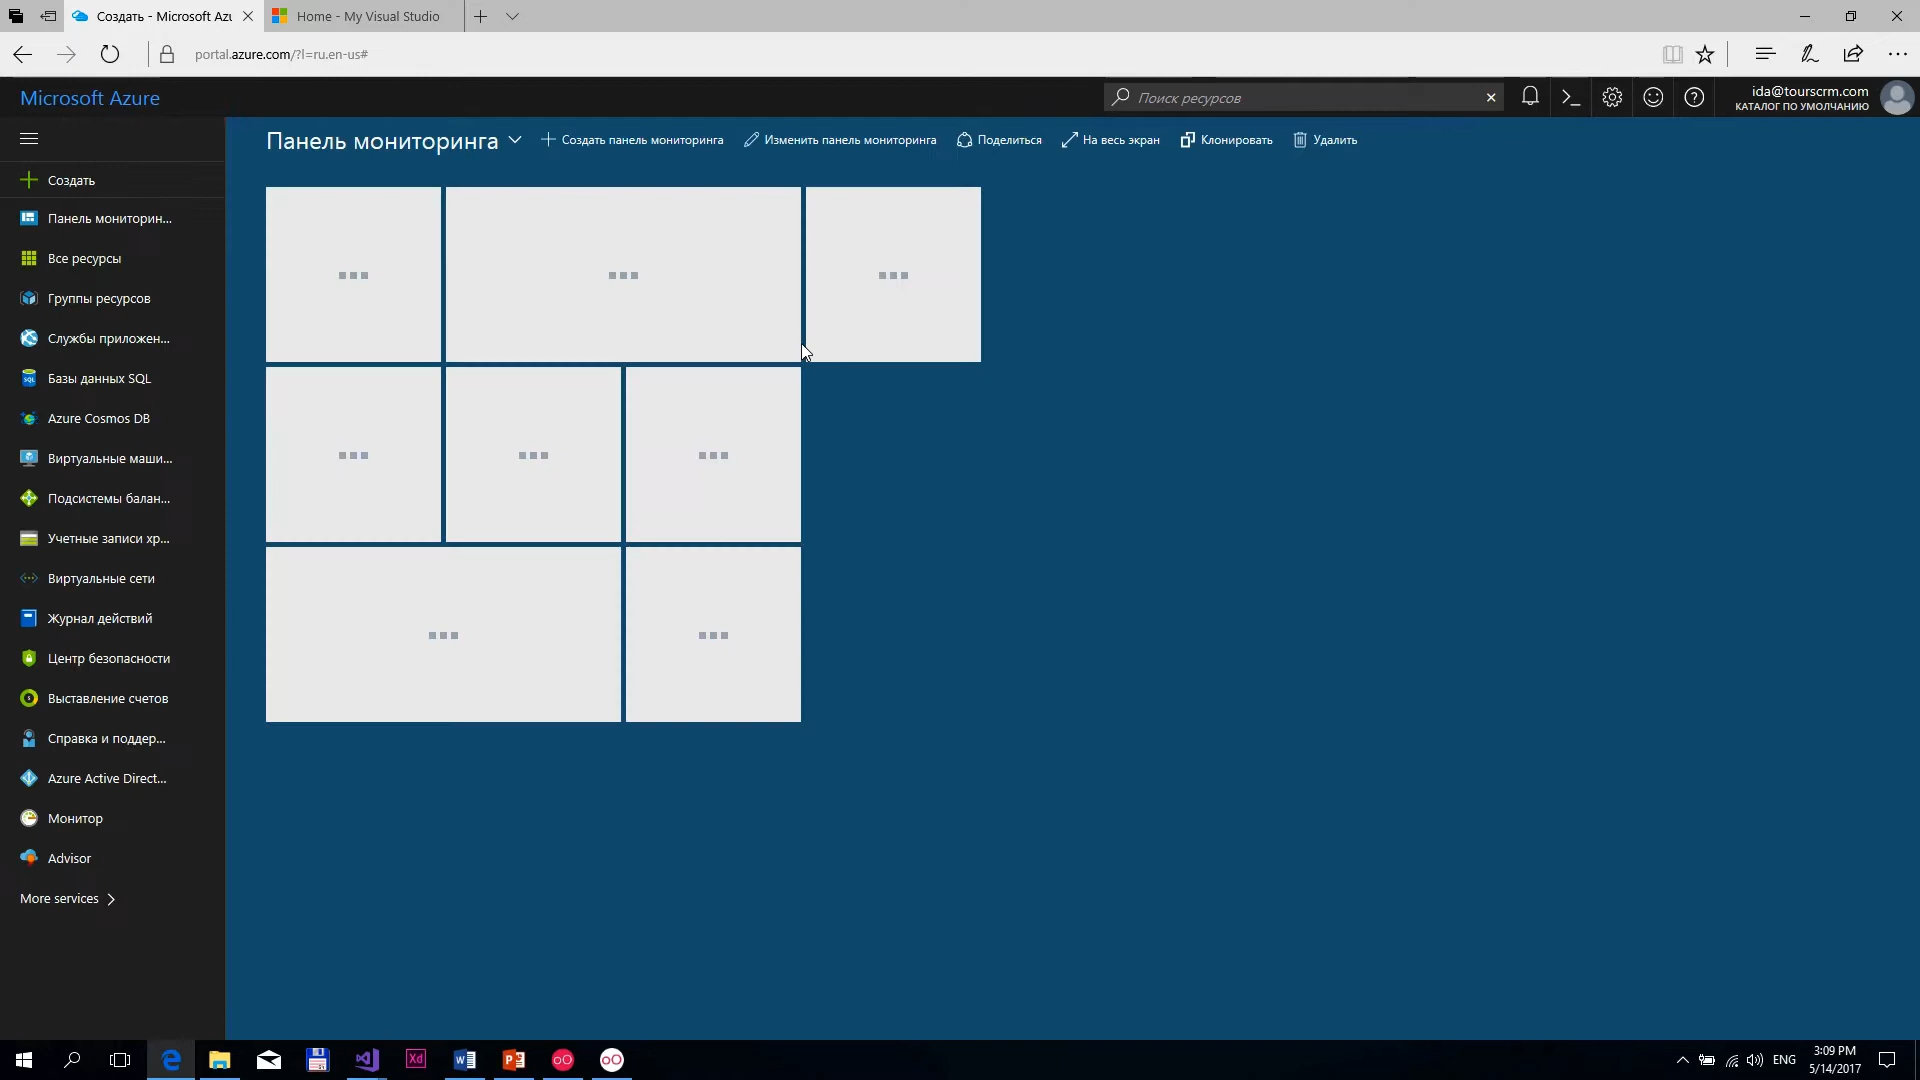 Создать - Microsoft Azu
Home - My Visual Studio
portal.azure.com/?l=ru.en-us#
Microsoft Azure
Поиск ресурсов
ida@tourscrm.com
КАТАЛОГ ПО УМОЛЧАНИЮ
Панель мониторинга
Создать панель мониторинга
Изменить панель мониторинга
Поделиться
На весь экран
Клонировать
Удалить
Создать
Панель мониторин...
Все ресурсы
Группы ресурсов
Службы приложен...
SQL
Базы данных SQL
Azure Cosmos DB
Виртуальные маши...
Подсистемы балан...
Учетные записи хр...
Виртуальные сети
Журнал действий
Центр безопасности
Выставление счетов
Справка и поддер...
Azure Active Direct...
Монитор
Advisor
More services
Xd
ENG
3:09 PM
5/14/2017